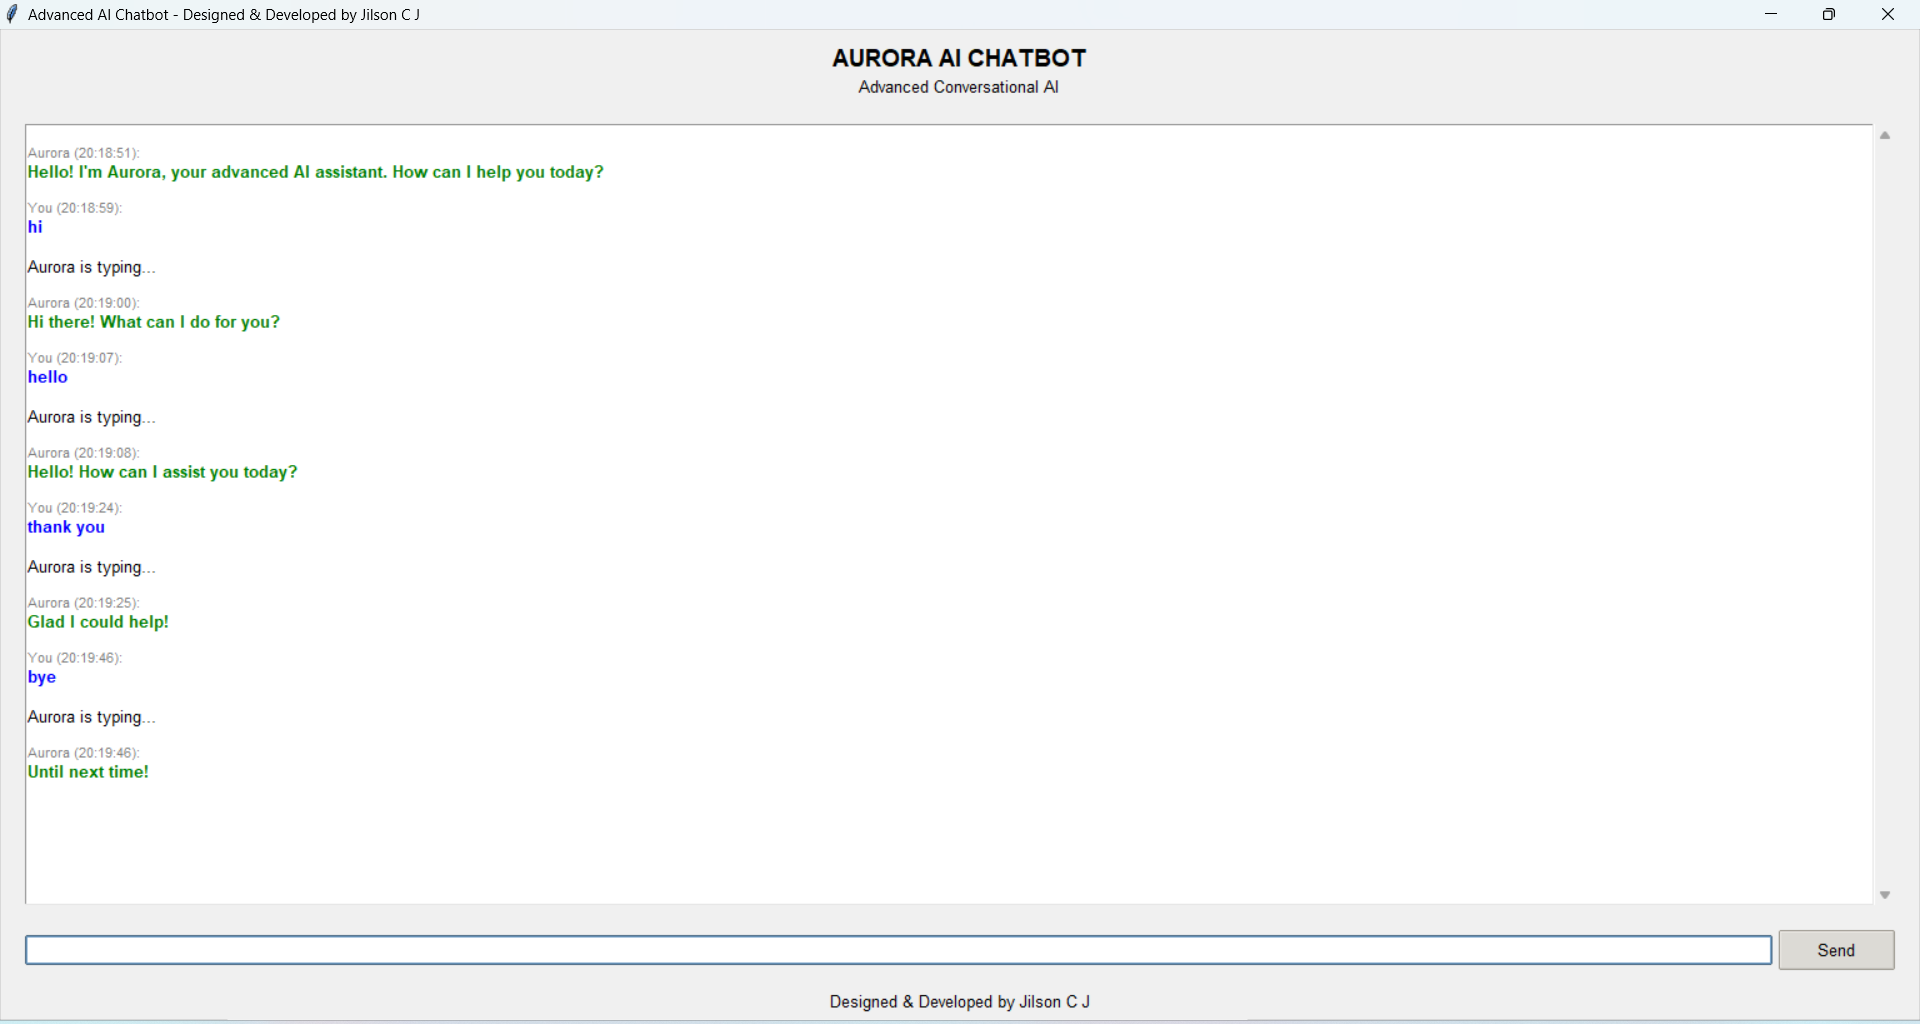 Advanced AI Chatbot - Designed & Developed by Jilson C J
AURORA AI CHATBOT
Advanced Conversational AI
Aurora (20:18:51):
Hello! I'm Aurora, your advanced AI assistant. How can I help you today?
You (20:18:59):
hi
Aurora is typing...
Aurora (20:19:00):
Hi there! What can I do for you?
You (20:19:07):
hello
Aurora is typing...
Aurora (20:19:08):
Hello! How can I assist you today?
You (20:19:24):
thank you
Aurora is typing...
Aurora (20:19:25):
Glad I could help!
You (20:19:46):
bye
Aurora is typing...
Aurora (20:19:46):
Until next time!
Send
Designed & Developed by Jilson C J